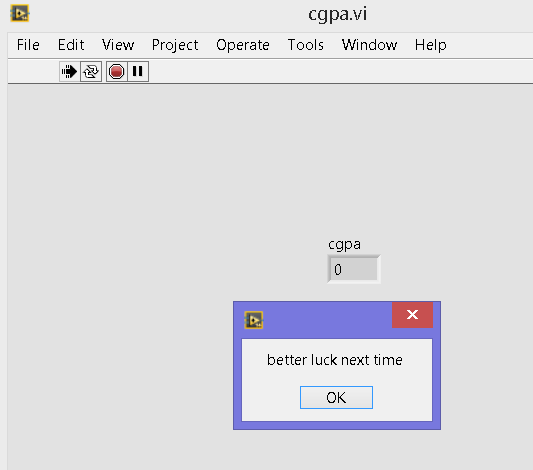 cgpa.vi
File Edit View Project Operate Tools Window Help
cgpa
0
better luck next time
OK